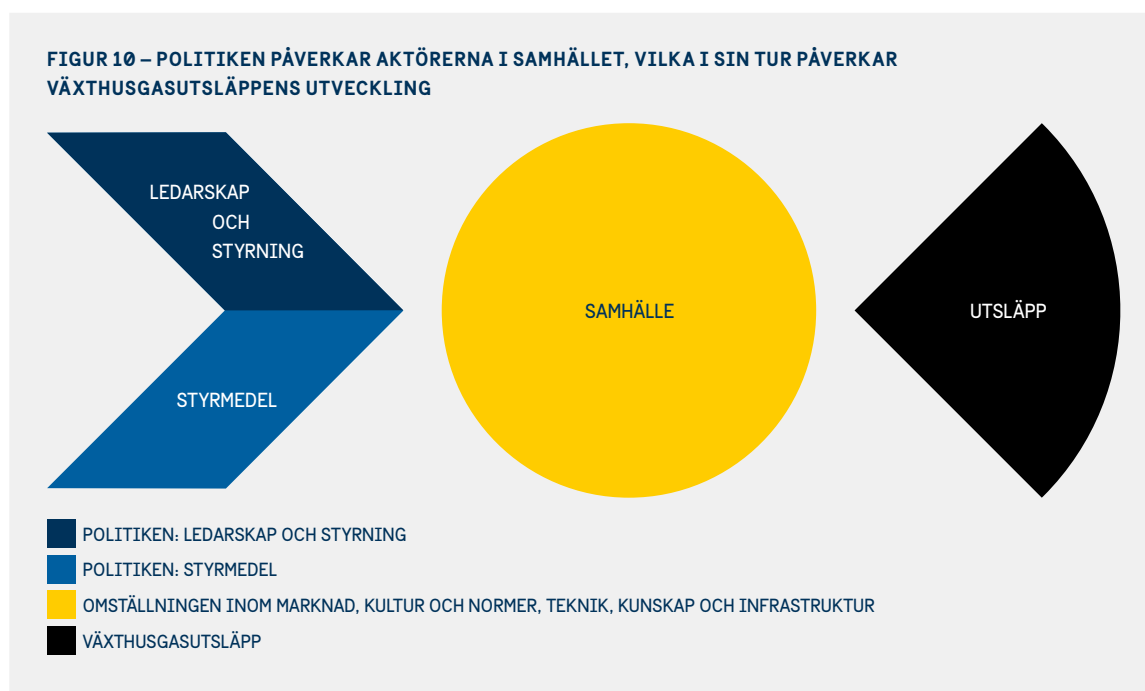 FIGUR 10 – POLITIKEN PÅVERKAR AKTÖRERNA I SAMHÄLLET, VILKA I SIN TUR PÅVERKAR
VÄXTHUSGASUTSLÄPPENS UTVECKLING
LEDARSKAP
OCH
STYRNING
STYRMEDEL
SAMHÄLLE
UTSLÄPP
POLITIKEN: LEDARSKAP OCH STYRNING
POLITIKEN: STYRMEDEL
OMSTÄLLNINGEN INOM MARKNAD, KULTUR OCH NORMER, TEKNIK, KUNSKAP OCH INFRASTRUKTUR
VÄXTHUSGASUTSLÄPP